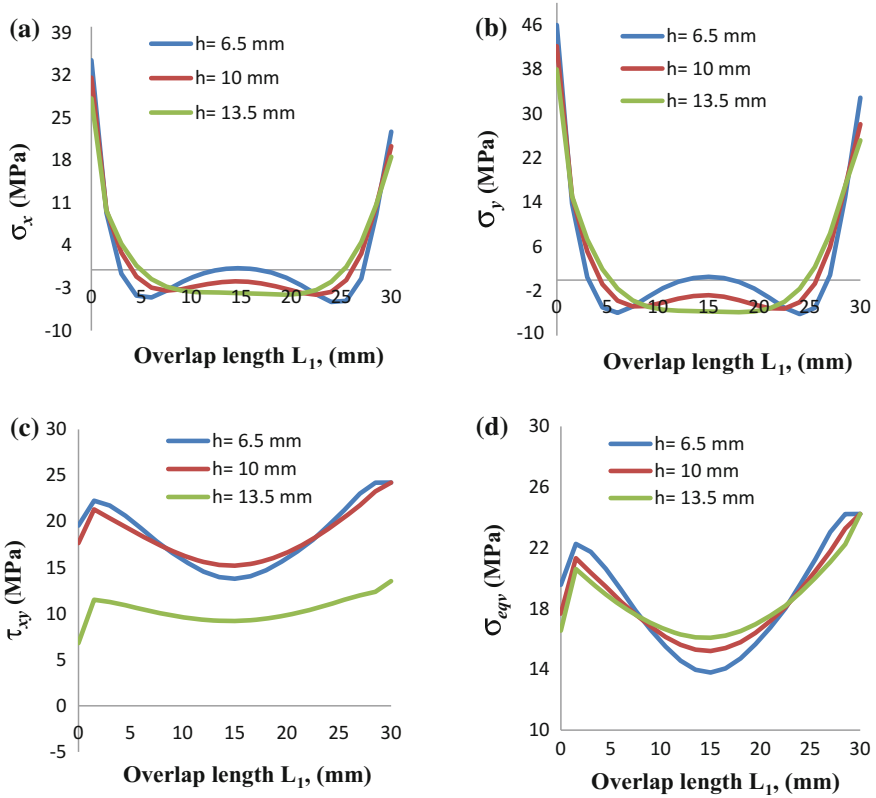 (a)
39
32
25
18
11
4
-3
-10
σx (MPa)
h= 6.5 mm
h= 10 mm
h= 13.5 mm
0 5 10 15 20 25 30
Overlap length L1, (mm)
(b)
46
38
30
22
14
6
-2
-10
σy (MPa)
h= 6.5 mm
h= 10 mm
h= 13.5 mm
0 5 10 15 20 25 30
Overlap length L1, (mm)
(c)
30
25
20
15
10
5
0
-5
τxy (MPa)
h= 6.5 mm
h= 10 mm
h= 13.5 mm
0 5 10 15 20 25 30
Overlap length L1, (mm)
(d)
30
26
22
18
14
10
σeqv (MPa)
h= 6.5 mm
h= 10 mm
h= 13.5 mm
0 5 10 15 20 25 30
Overlap length L1, (mm)